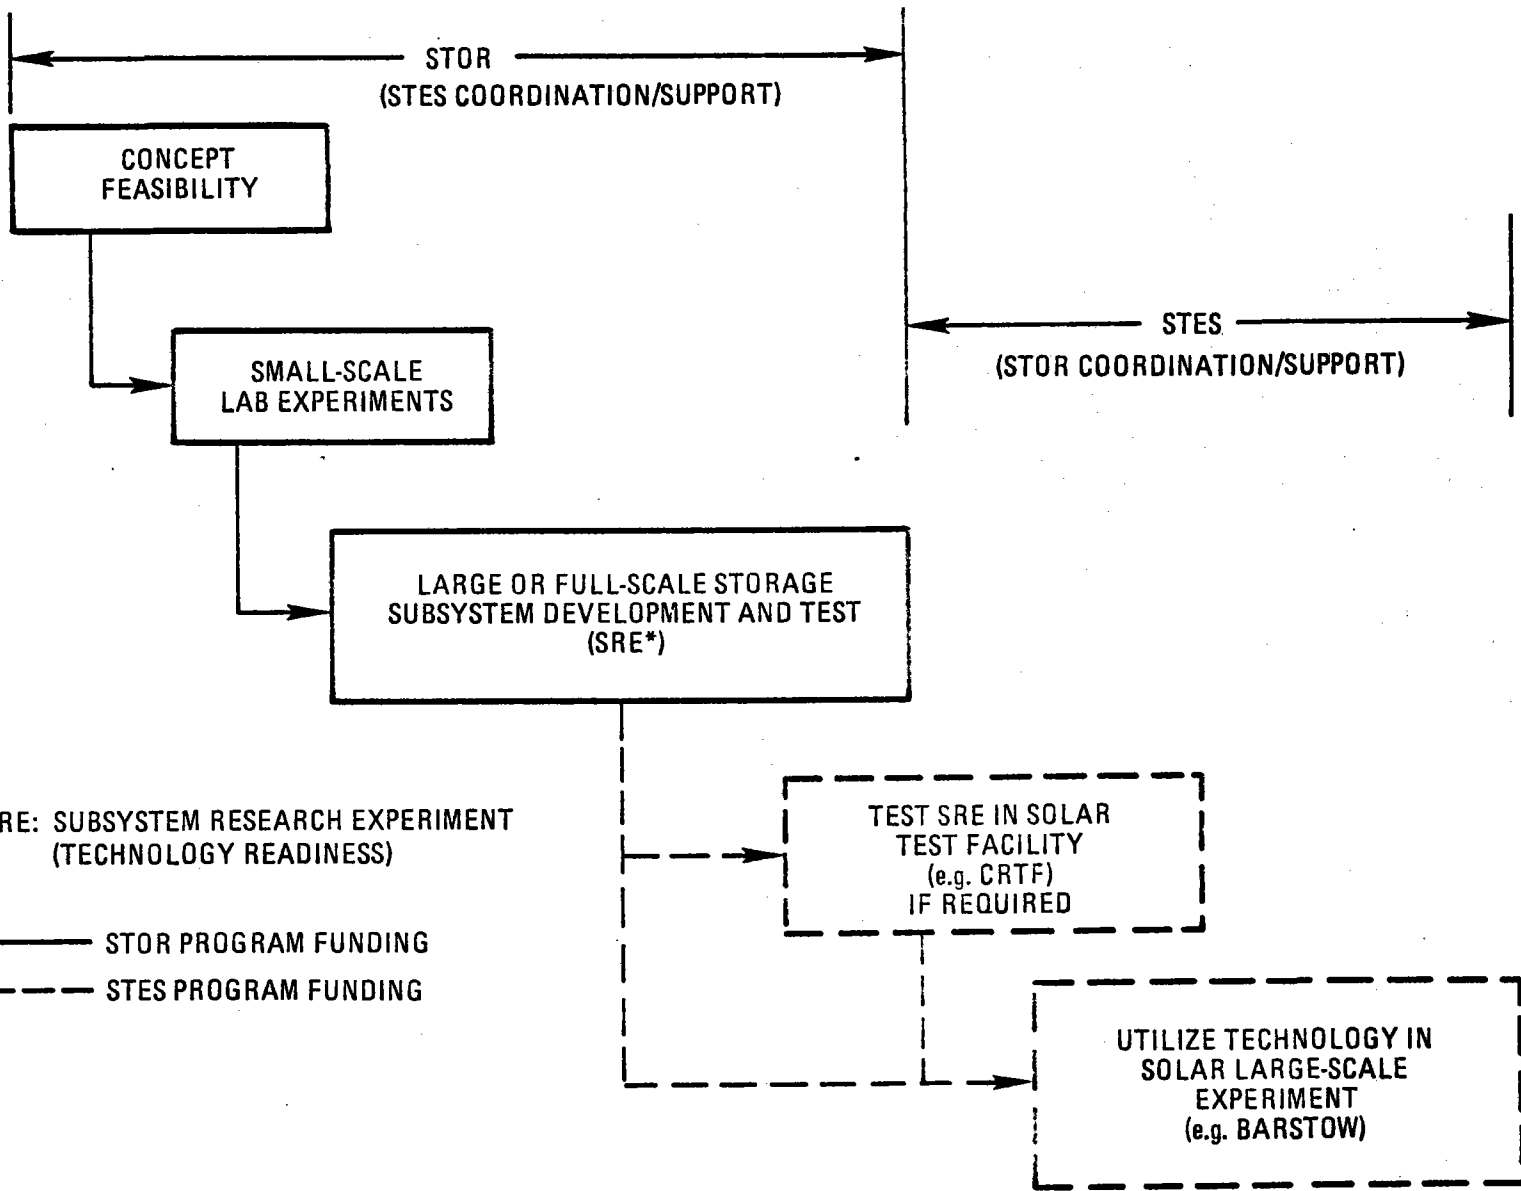 STOR
(STES COORDINATION/SUPPORT)
CONCEPT
FEASIBILITY
SMALL-SCALE
LAB EXPERIMENTS
STES
(STOR COORDINATION/SUPPORT)
LARGE OR FULL-SCALE STORAGE
SUBSYSTEM DEVELOPMENT AND TEST
(SRE*)
RE: SUBSYSTEM RESEARCH EXPERIMENT
(TECHNOLOGY READINESS)
STOR PROGRAM FUNDING
STES PROGRAM FUNDING
TEST SRE IN SOLAR
TEST FACILITY
(e.g. CRTF)
IF REQUIRED
UTILIZE TECHNOLOGY IN
SOLAR LARGE-SCALE
EXPERIMENT
(e.g. BARSTOW)